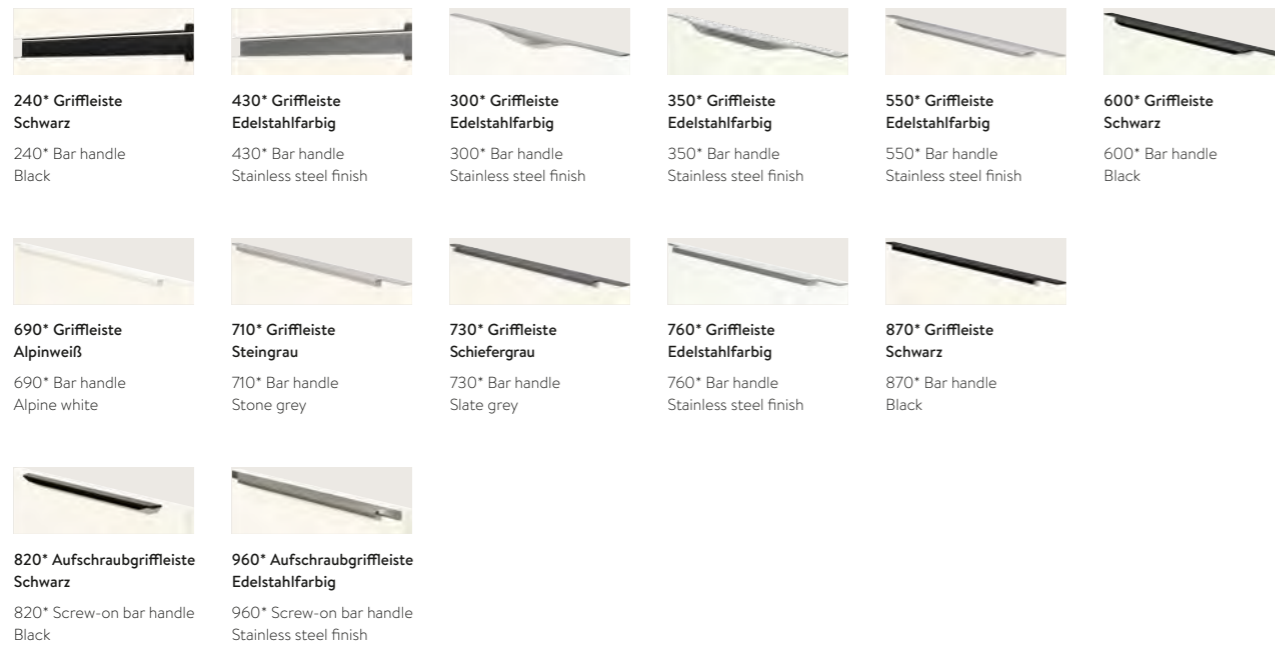 240* Griffleiste
Schwarz
240* Bar handle
Black
430* Griffleiste
Edelstahlfarbig
430* Bar handle
Stainless steel finish
300* Griffleiste
Edelstahlfarbig
300* Bar handle
Stainless steel finish
350* Griffleiste
Edelstahlfarbig
350* Bar handle
Stainless steel finish
550* Griffleiste
Edelstahlfarbig
550* Bar handle
Stainless steel finish
600* Griffleiste
Schwarz
600* Bar handle
Black
690* Griffleiste
Alpinweiß
690* Bar handle
Alpine white
710* Griffleiste
Steingrau
710* Bar handle
Stone grey
730* Griffleiste
Schiefergrau
730* Bar handle
Slate grey
760* Griffleiste
Edelstahlfarbig
760* Bar handle
Stainless steel finish
870* Griffleiste
Schwarz
870* Bar handle
Black
820* Aufschraubgriffleiste
Schwarz
820* Screw-on bar handle
Black
960* Aufschraubgriffleiste
Edelstahlfarbig
960* Screw-on bar handle
Stainless steel finish